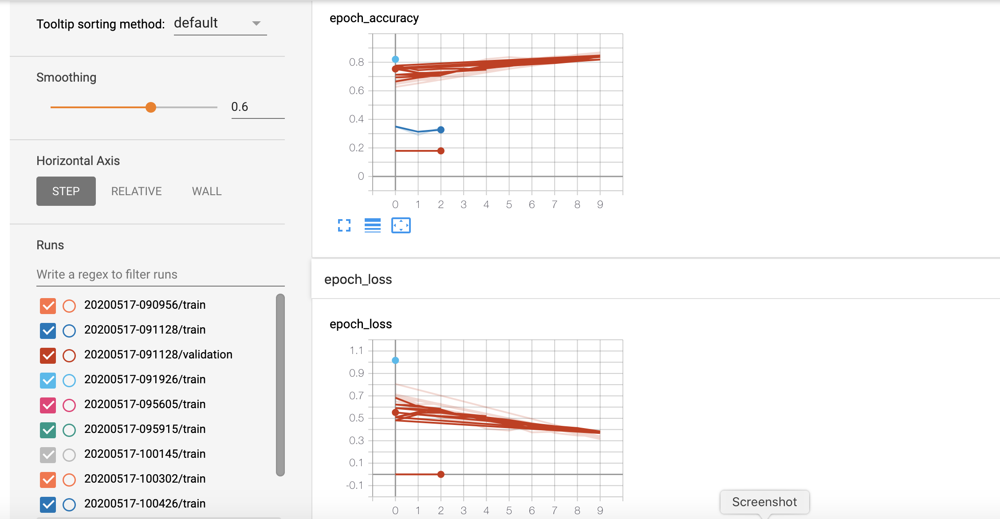 Tooltip sorting method: default
Smoothing
0.6
Horizontal Axis
STEP RELATIVE WALL
Runs
Write a regex to filter runs
20200517-090956/train
20200517-091128/train
20200517-091128/validation
20200517-091926/train
20200517-095605/train
20200517-095915/train
20200517-100145/train
20200517-100302/train
20200517-100426/train
epoch_accuracy
0.8
0.6
0.4
0.2
0
0 1 2 3 4 5 6 7 8 9
epoch_loss
epoch_loss
1.1
0.9
0.7
0.5
0.3
0.1
-0.1
0 1 2 3 4 5 6 7 8 9
Screenshot